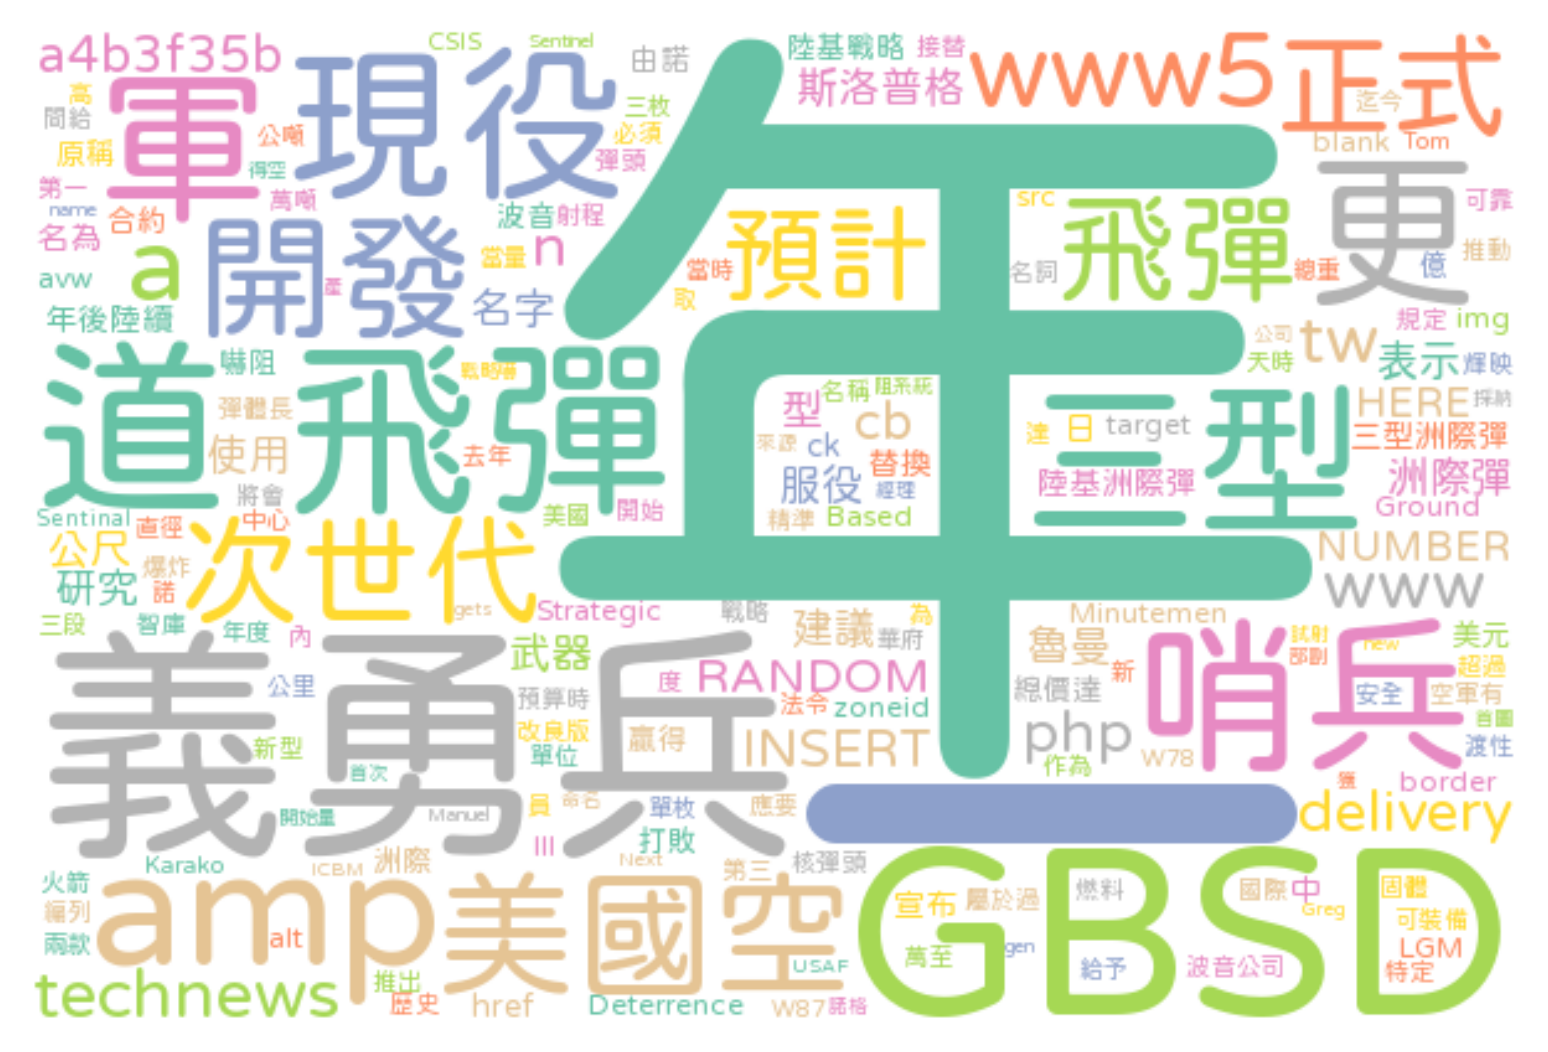 a4b3f35b
CSIS
Sentinel
由諾
陸基戰略
接替
www5
正式
高
軍
現役
三枚
斯洛普格
迄今
間給
公噸
必須
blank
Tom
原稱
得空
彈頭
年
更
第一
萬噸
src
飛彈
可靠
name
合約
波音
射程
預計
名為
a
開發
當量
n
當時
名詞
總重
億
推動
avw
產
名字
取
年後陸續
規定
img
公司
tw
道
飛彈
嚇阻
戰略嚇
天時
表示
輝映
名稱
阻系統
彈體長
型
cb
三型
HERE
採納
使用
去年
來源
ck
替換
達
日
target
三型洲際彈
將會
服役
經理
陸基洲際彈
洲際彈
Sentinal
直徑
中心
美國
開始
精準
Based
Ground
公尺
次世代
NUMBER
爆炸
研究
諾
www
gets
Strategic
戰略
Minutemen
三段
智庫
年度
內
建議
華府
為
義勇兵
武器
魯曼
哨兵
試射
new
美元
RANDOM
部副
超過
公里
預算時
度
新
安全
空軍有
法令
zoneid
總價達
改良版
php
首圖
新型
單位
贏得
INSERT
W78
渡性
首次
作為
獲
border
開始量
Manuel
員
命名
單枚
應要
一
delivery
III
打敗
Karako
ICBM
洲際
Next
第三
核彈頭
GBSD
火箭
amp
美國空
宣布
屬於過
燃料
國際
中
固體
編列
Greg
可裝備
兩款
alt
gen
LGM
technews
推出
USAF
萬至
給予
波音公司
特定
歷史
href
Deterrence
W87
諾格